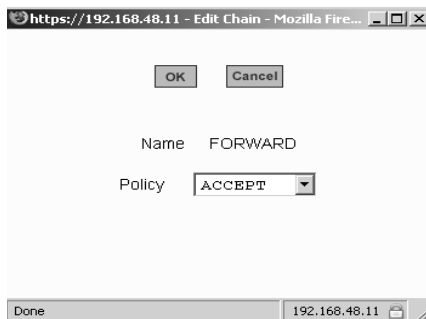 https://192.168.48.11 - Edit Chain - Mozilla Fire...
OK Cancel
Name FORWARD
Policy ACCEPT
Done 192.168.48.11